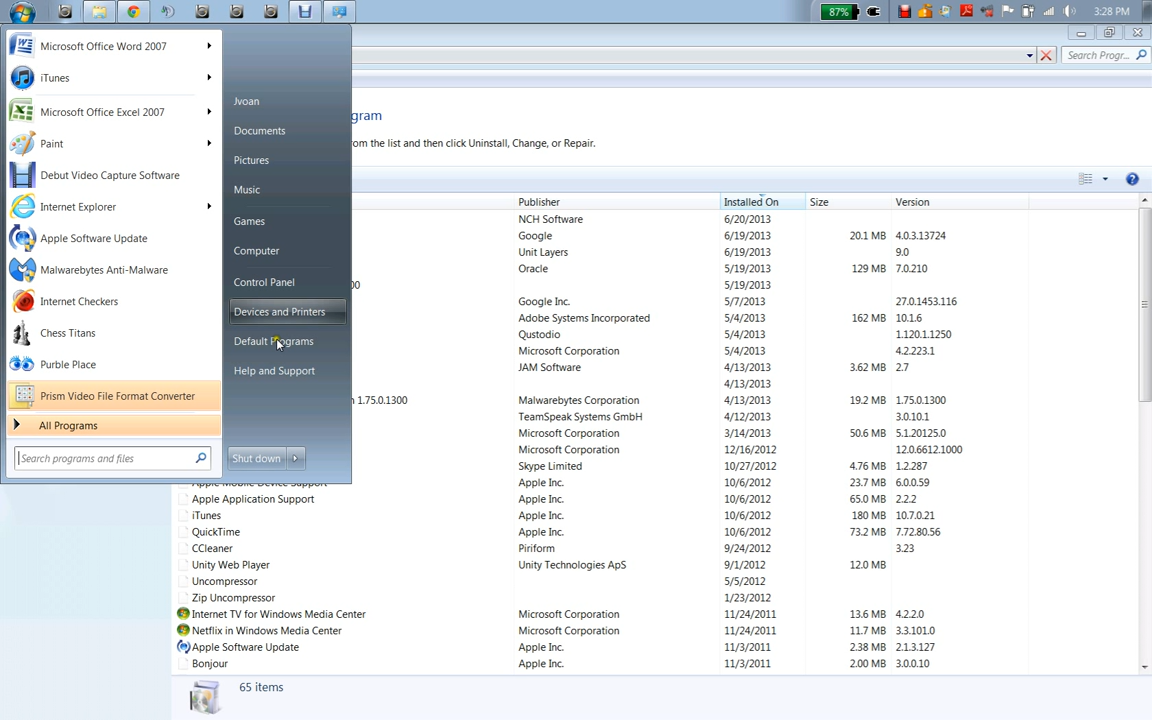 87%
3:28 PM
Microsoft Office Word 2007
iTunes
Microsoft Office Excel 2007
Paint
Debut Video Capture Software
Internet Explorer
Apple Software Update
Malwarebytes Anti-Malware
Internet Checkers
Chess Titans
Purble Place
Prism Video File Format Converter
All Programs
Search programs and files
Jvoan
Documents
Pictures
Music
Games
Computer
Control Panel
Devices and Printers
Default Programs
Help and Support
Shut down
Search Progr...
gram
om the list and then click Uninstall, Change, or Repair.
Publisher Installed On Size Version
NCH Software 6/20/2013
Google 6/19/2013 20.1 MB 4.0.3.13724
Unit Layers 6/19/2013 9.0
Oracle 5/19/2013 129 MB 7.0.210
00 5/19/2013
Google Inc. 5/7/2013 27.0.1453.116
Adobe Systems Incorporated 5/4/2013 162 MB 10.1.6
Qustodio 5/4/2013 1.120.1.1250
Microsoft Corporation 5/4/2013 4.2.223.1
JAM Software 4/13/2013 3.62 MB 2.7
4/13/2013
n 1.75.0.1300 Malwarebytes Corporation 4/13/2013 19.2 MB 1.75.0.1300
TeamSpeak Systems GmbH 4/12/2013 3.0.10.1
Microsoft Corporation 3/14/2013 50.6 MB 5.1.20125.0
Microsoft Corporation 12/16/2012 12.0.6612.1000
Skype Limited 10/27/2012 4.76 MB 1.2.287
Apple Mobile Device Support Apple Inc. 10/6/2012 23.7 MB 6.0.0.59
Apple Application Support Apple Inc. 10/6/2012 65.0 MB 2.2.2
iTunes Apple Inc. 10/6/2012 180 MB 10.7.0.21
QuickTime Apple Inc. 10/6/2012 73.2 MB 7.72.80.56
CCleaner Piriform 9/24/2012 3.23
Unity Web Player Unity Technologies ApS 9/1/2012 12.0 MB
Uncompressor 5/5/2012
Zip Uncompressor 1/23/2012
Internet TV for Windows Media Center Microsoft Corporation 11/24/2011 13.6 MB 4.2.2.0
Netflix in Windows Media Center Microsoft Corporation 11/24/2011 11.7 MB 3.3.101.0
Apple Software Update Apple Inc. 11/3/2011 2.38 MB 2.1.3.127
Bonjour Apple Inc. 11/3/2011 2.00 MB 3.0.0.10
65 items